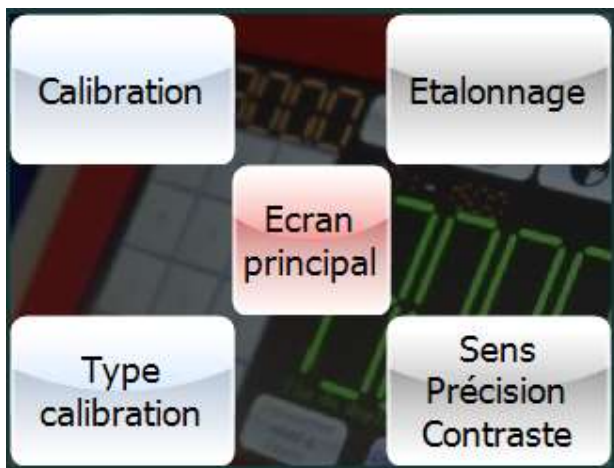 Calibration
Etalonnage
Ecran
principal
Type
calibration
Sens
Précision
Contraste